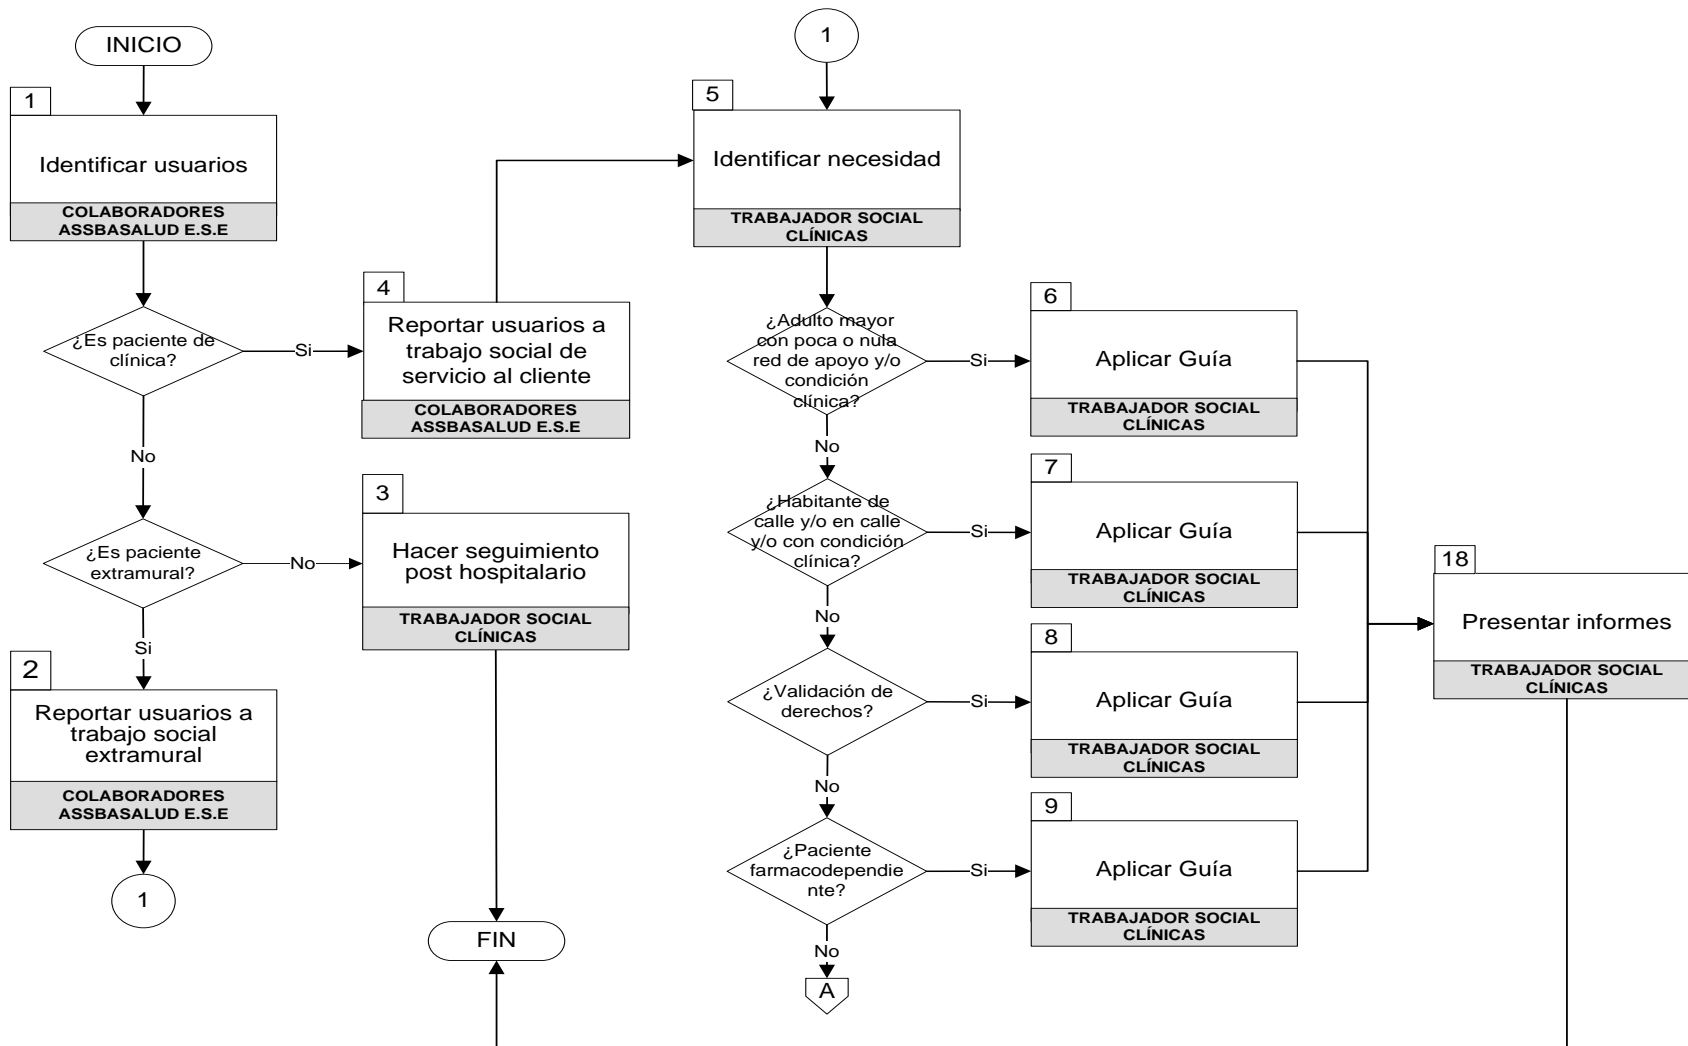 INICIO
1
Identificar usuarios
COLABORADORES
ASSBASALUD E.S.E
¿Es paciente de
clínica?
Si
No
4
Reportar usuarios a
trabajo social de
servicio al cliente
COLABORADORES
ASSBASALUD E.S.E
¿Es paciente
extramural?
No
Si
3
Hacer seguimiento
post hospitalario
TRABAJADOR SOCIAL
CLÍNICAS
2
Reportar usuarios a
trabajo social
extramural
COLABORADORES
ASSBASALUD E.S.E
1
FIN
1
5
Identificar necesidad
TRABAJADOR SOCIAL
CLÍNICAS
¿Adulto mayor
con poca o nula
red de apoyo y/o
condición
clínica?
Si
No
6
Aplicar Guía
TRABAJADOR SOCIAL
CLÍNICAS
¿Habitante de
calle y/o en calle
y/o con condición
clínica?
Si
No
7
Aplicar Guía
TRABAJADOR SOCIAL
CLÍNICAS
¿Validación de
derechos?
Si
No
8
Aplicar Guía
TRABAJADOR SOCIAL
CLÍNICAS
¿Paciente
farmacodependie
nte?
Si
No
9
Aplicar Guía
TRABAJADOR SOCIAL
CLÍNICAS
A
18
Presentar informes
TRABAJADOR SOCIAL
CLÍNICAS